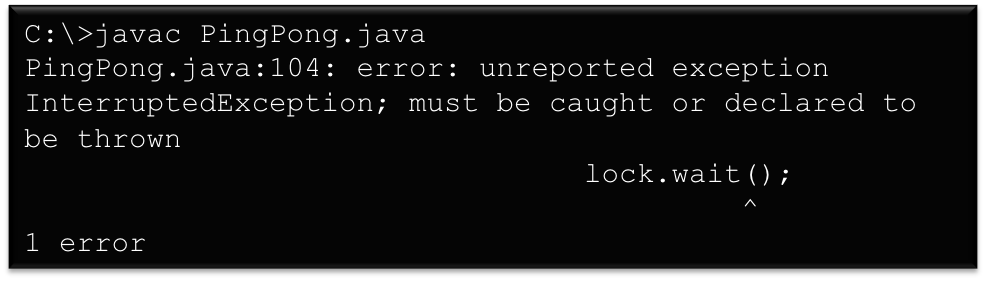 C:\>javac PingPong.java
PingPong.java:104: error: unreported exception
InterruptedException; must be caught or declared to
be thrown
lock.wait();
^
1 error